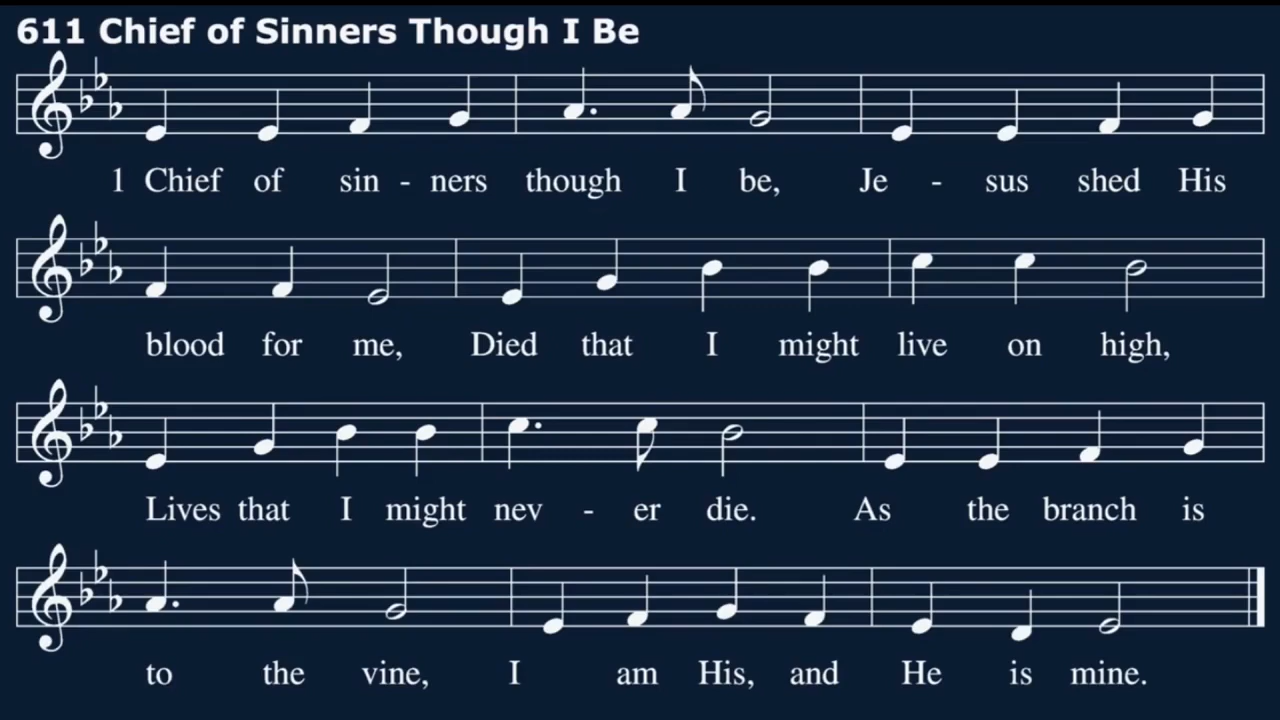 611 Chief of Sinners Though I Be
1 Chief of sin - ners though I be, Je - sus shed His
blood for me, Died that I might live on high,
Lives that I might nev - er die. As the branch is
to the vine, I am His, and He is mine.